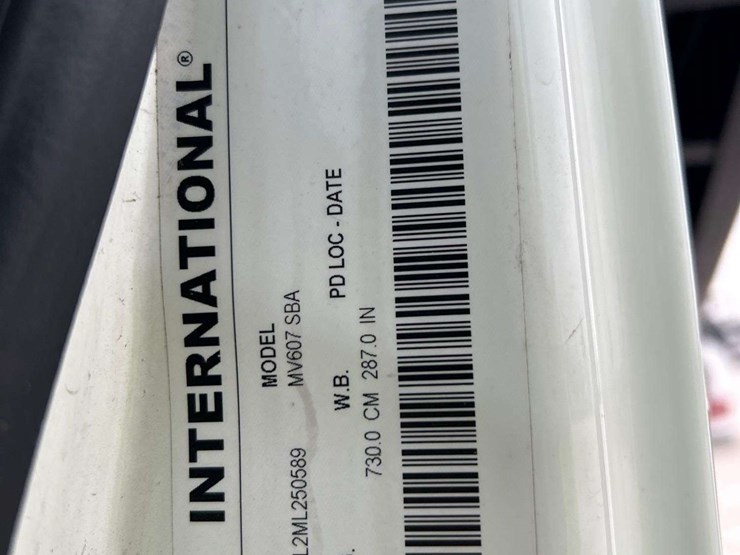 INTERNATIONAL®
MODEL
L2ML250589 MV607 SBA
W.B. PD LOC - DATE
730.0 CM 287.0 IN